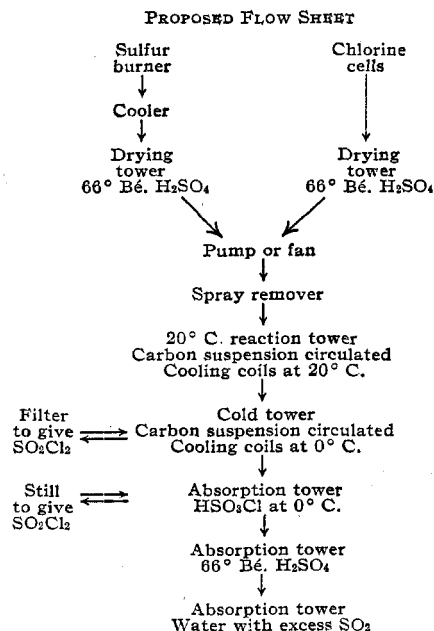 PROPOSED FLOW SHEET
Sulfur
burner
Chlorine
cells
Cooler
Drying
tower
66° Bé. H₂SO₄
Drying
tower
66° Bé. H₂SO₄
Pump or fan
Spray remover
20° C. reaction tower
Carbon suspension circulated
Cooling coils at 20° C.
Filter
to give
SO₂Cl₂
Cold tower
Carbon suspension circulated
Cooling coils at 0° C.
Still
to give
SO₂Cl₂
Absorption tower
HSO₃Cl at 0° C.
Absorption tower
66° Bé. H₂SO₄
Absorption tower
Water with excess SO₂